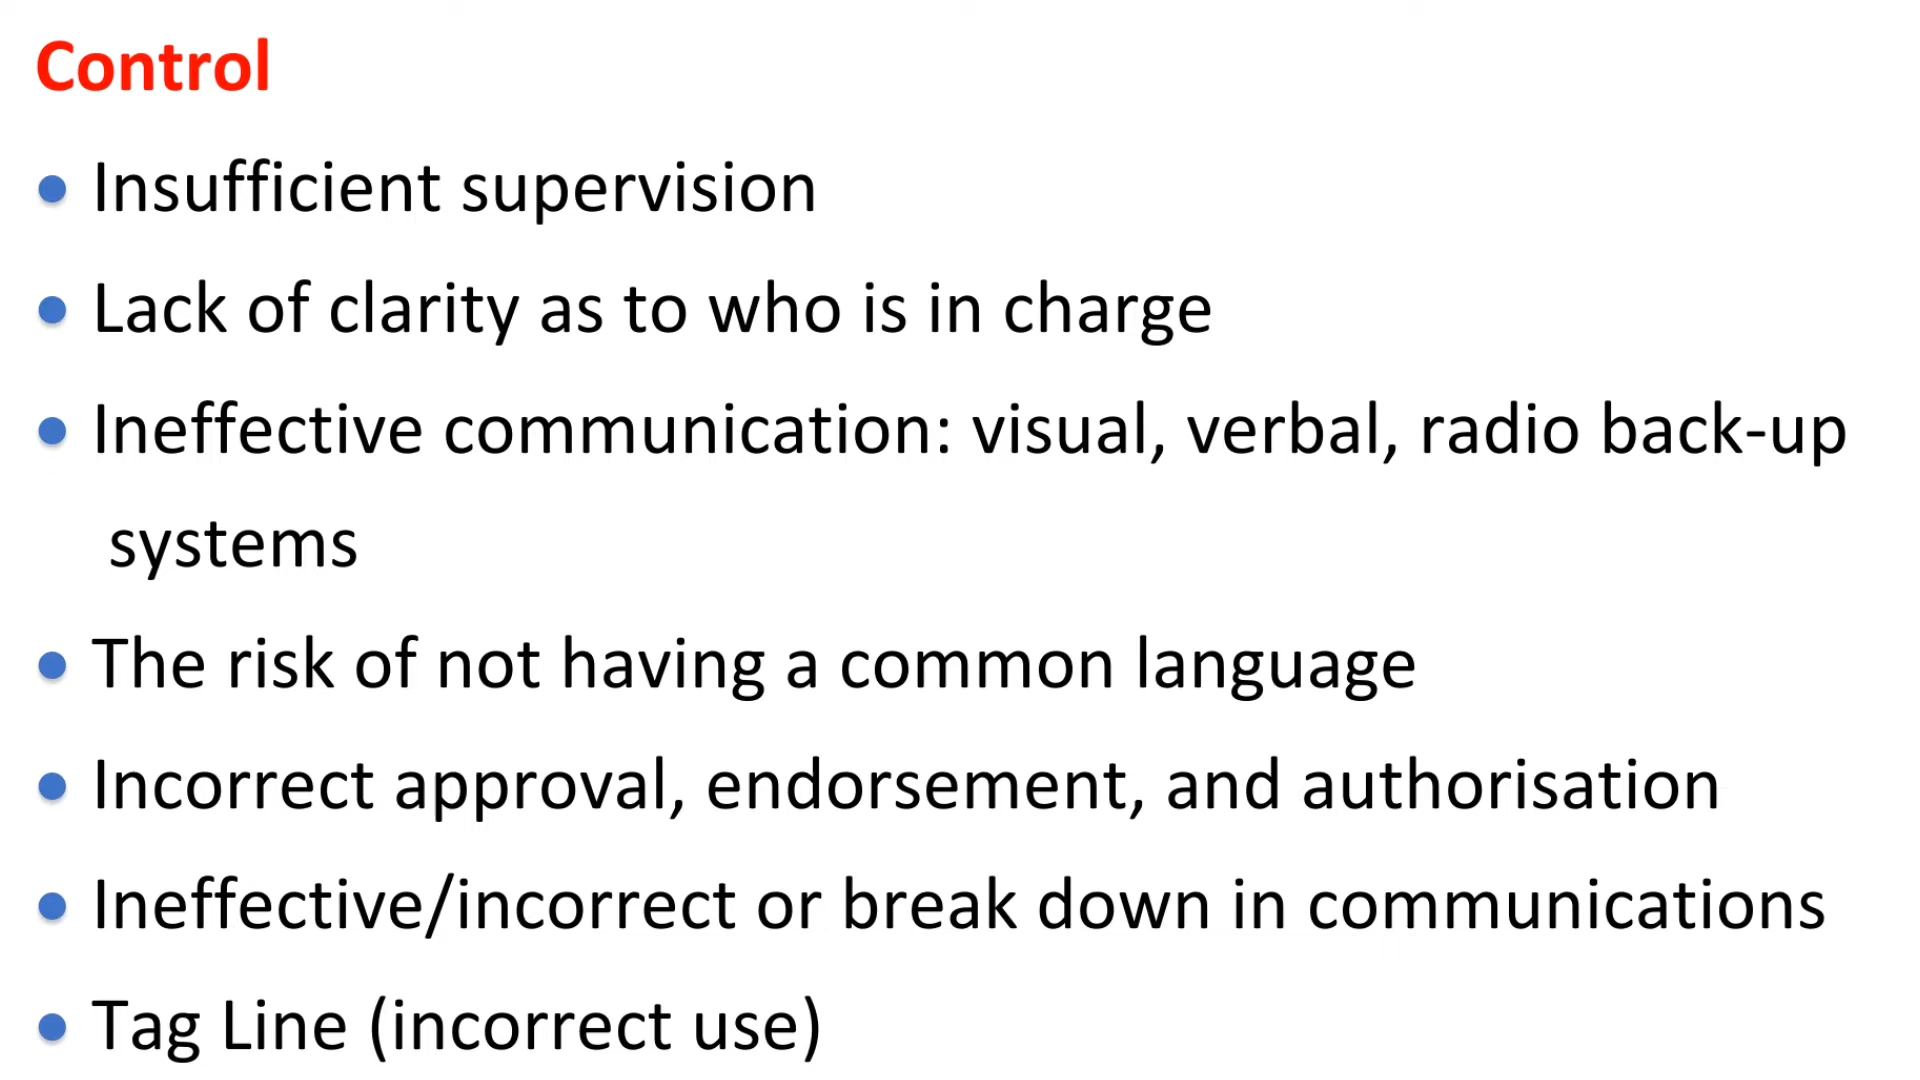 Control
• Insufficient supervision
• Lack of clarity as to who is in charge
• Ineffective communication: visual, verbal, radio back-up
systems
• The risk of not having a common language
• Incorrect approval, endorsement, and authorisation
• Ineffective/incorrect or break down in communications
• Tag Line (incorrect use)